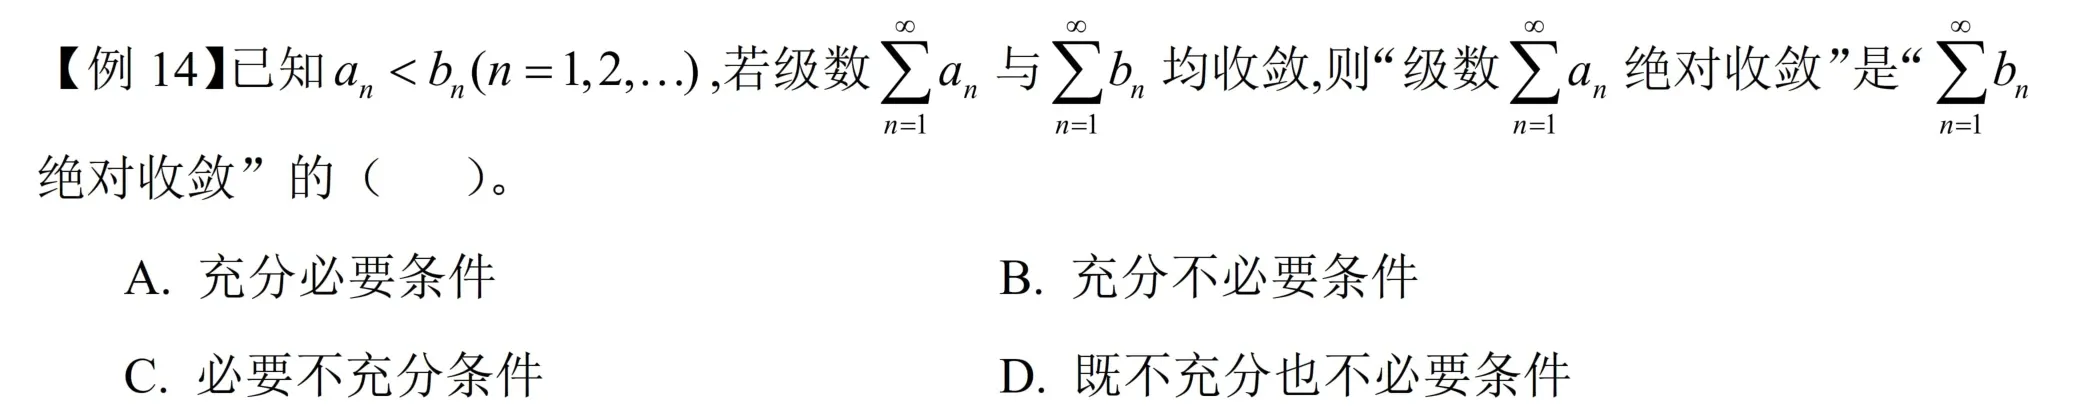 【例 14】已知 $a_n < b_n (n = 1,2,\ldots)$ ,若级数 $\sum_{n=1}^{\infty} a_n$ 与 $\sum_{n=1}^{\infty} b_n$ 均收敛,则“级数 $\sum_{n=1}^{\infty} a_n$ 绝对收敛”是“ $\sum_{n=1}^{\infty} b_n$
绝对收敛”的（ ）。
A. 充分必要条件 B. 充分不必要条件
C. 必要不充分条件 D. 既不充分也不必要条件